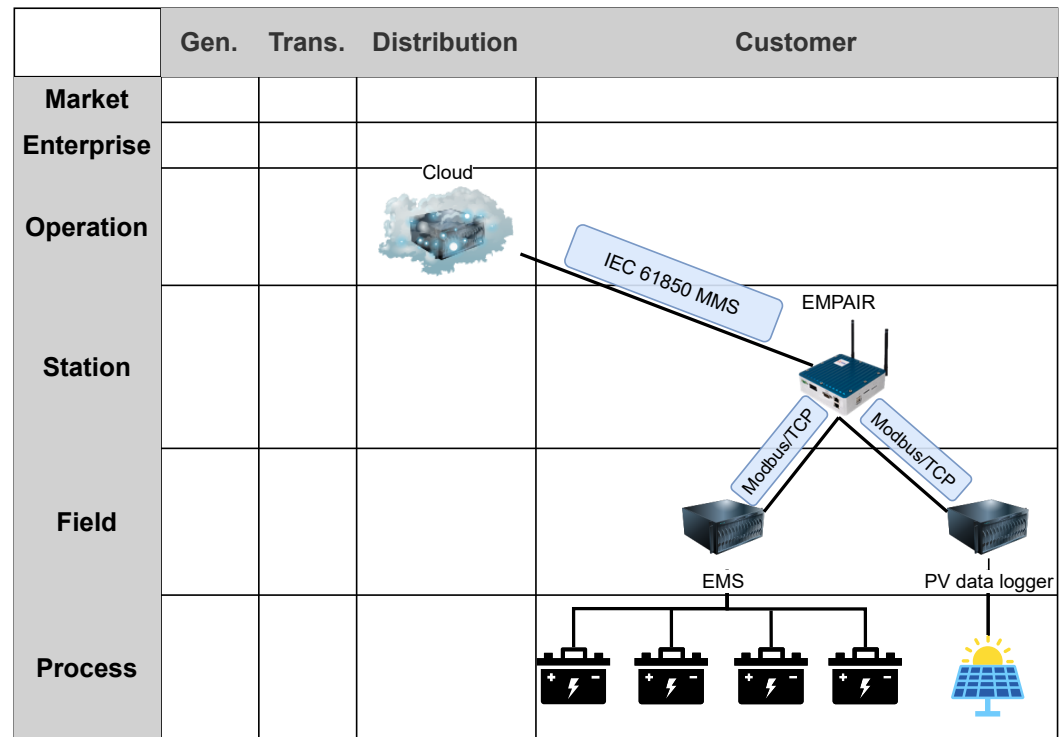 Gen. Trans. Distribution Customer
Market
Enterprise
Cloud
Operation
IEC 61850 MMS
EMPAIR
Station
Modbus/TCP
Modbus/TCP
Field
EMS
PV data logger
Process